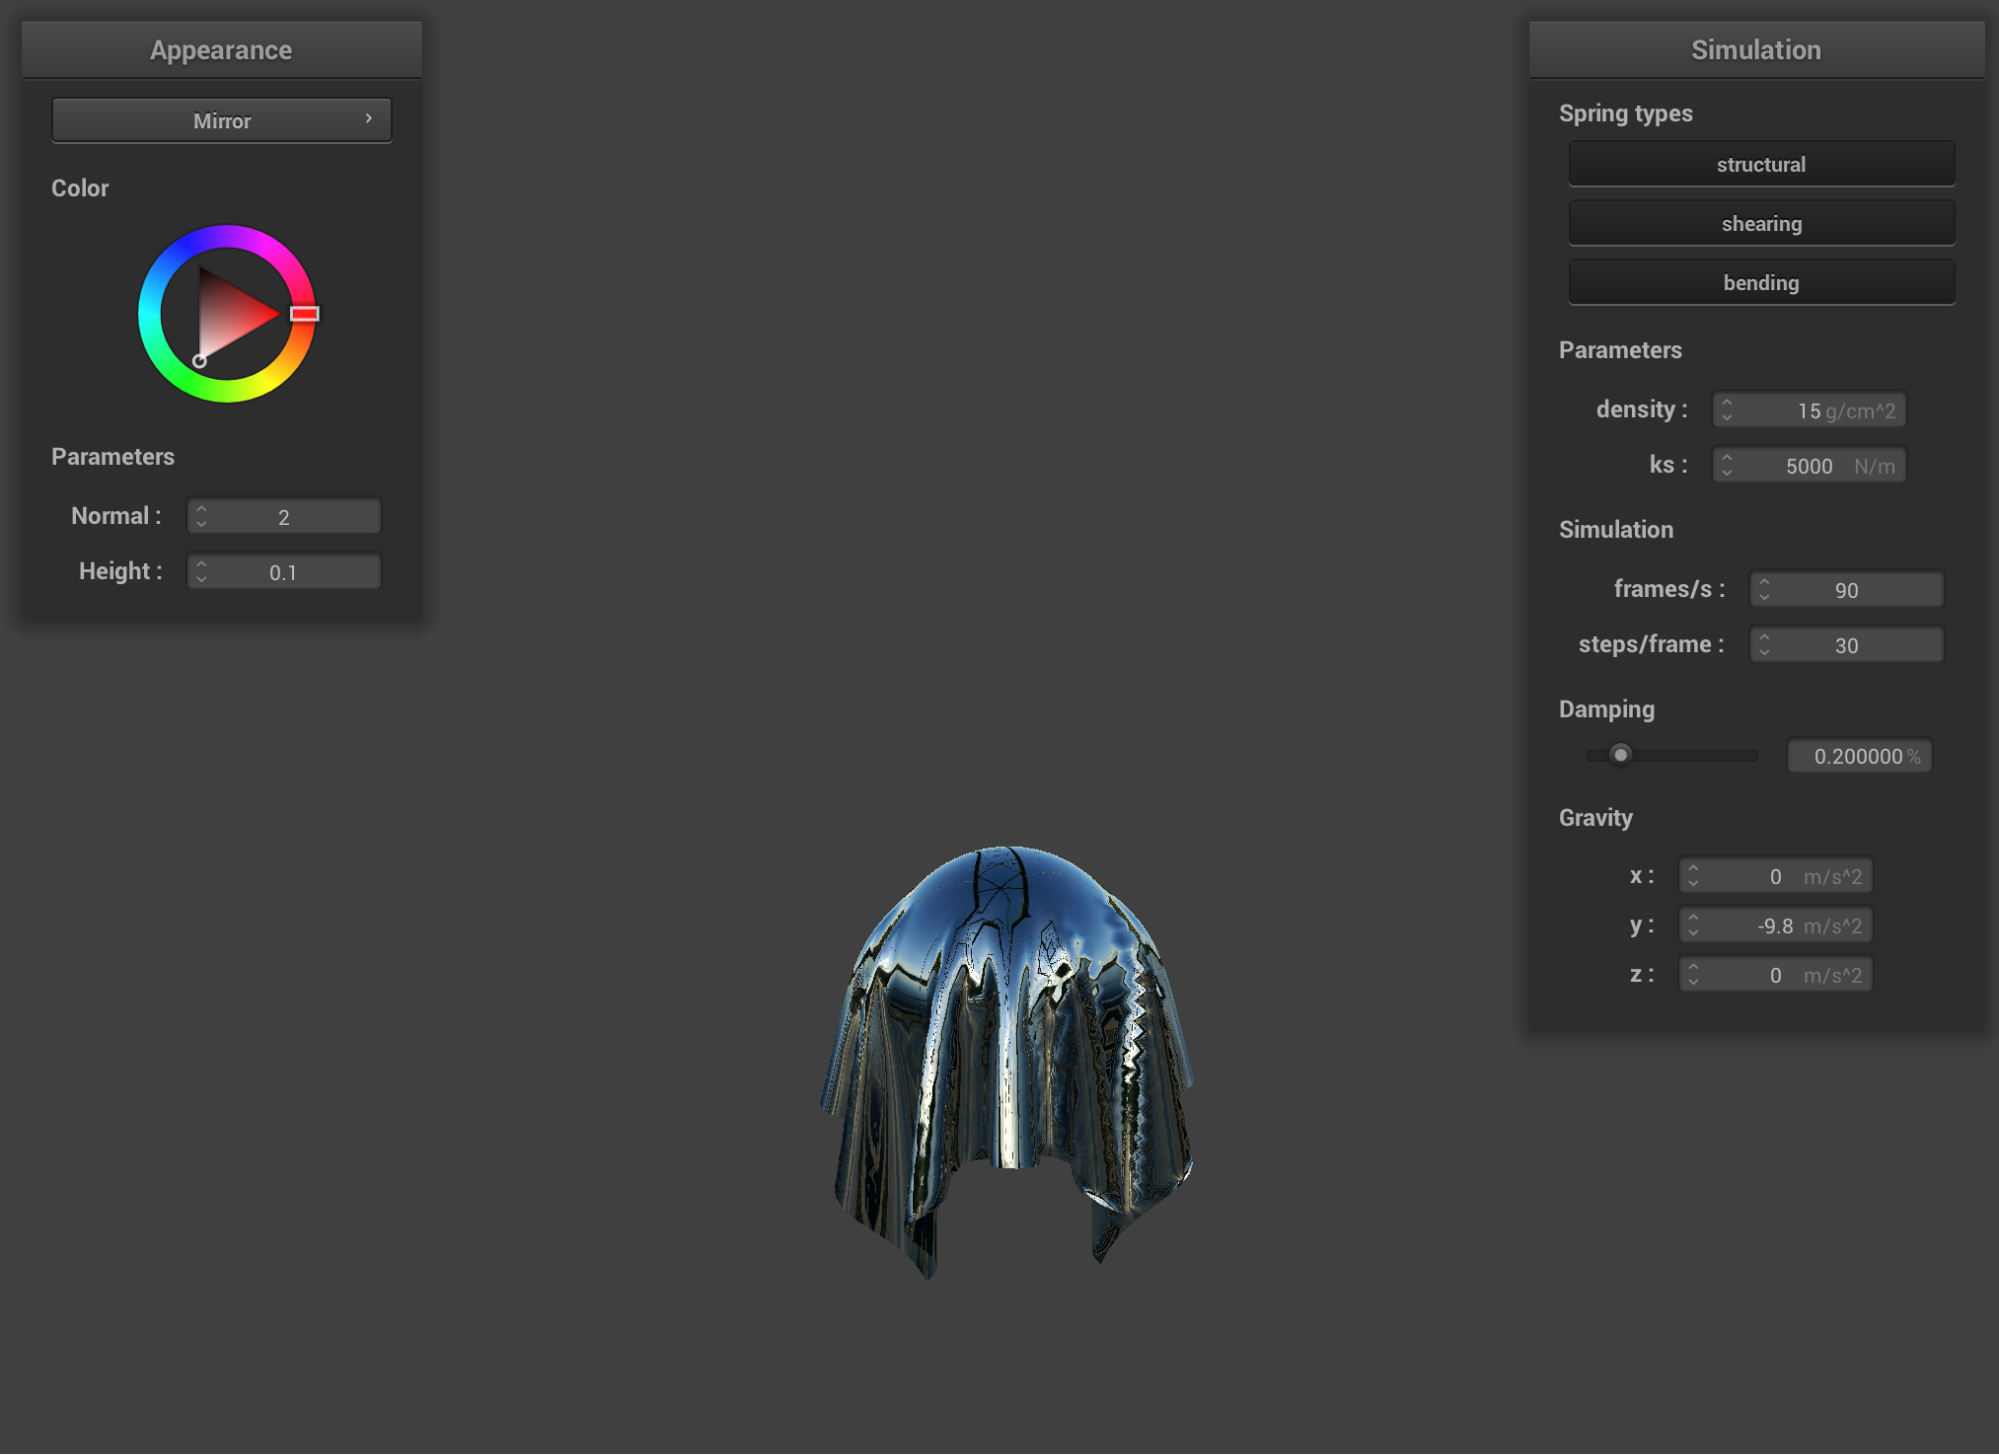 Appearance
Mirror
Color
Parameters
Normal : 2
Height : 0.1
Simulation
Spring types
structural
shearing
bending
Parameters
density : 15 g/cm^2
ks : 5000 N/m
Simulation
frames/s : 90
steps/frame : 30
Damping
0.200000 %
Gravity
x : 0 m/s^2
y : -9.8 m/s^2
z : 0 m/s^2